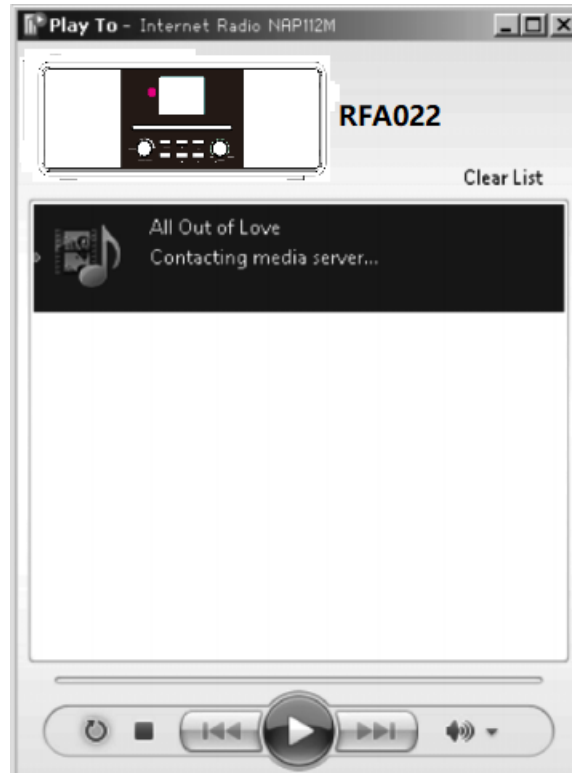 Play To - Internet Radio NAP112M
RFA022
Clear List
All Out of Love
Contacting media server...